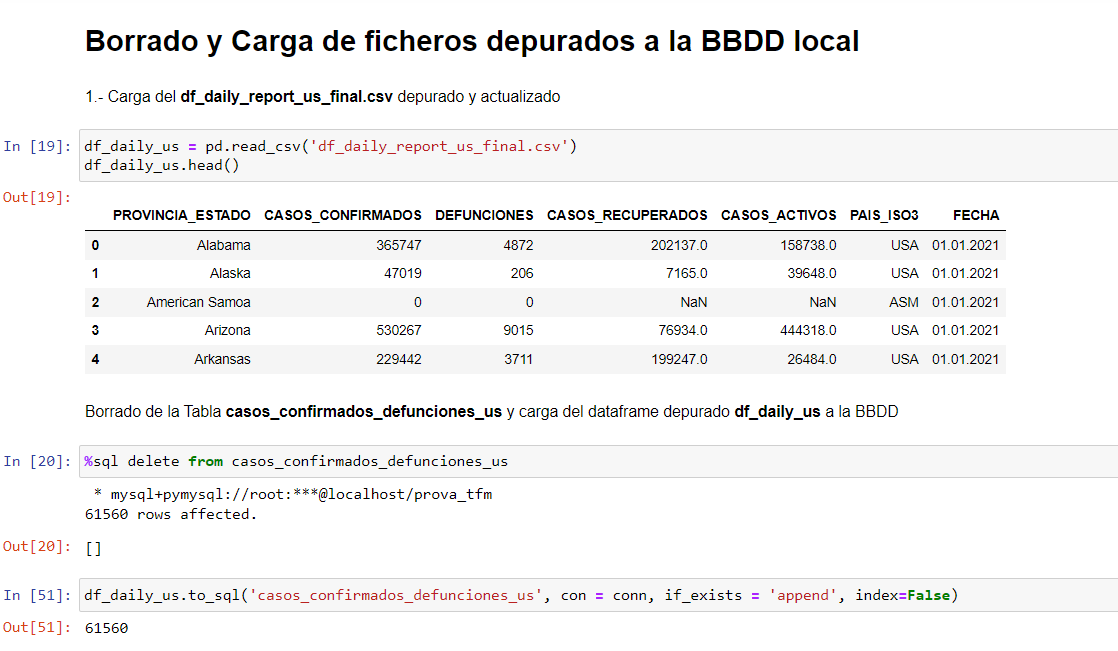 Borrado y Carga de ficheros depurados a la BBDD local
1.- Carga del df_daily_report_us_final.csv depurado y actualizado
In [19]: df_daily_us = pd.read_csv('df_daily_report_us_final.csv')
df_daily_us.head()
Out[19]:
PROVINCIA_ESTADO CASOS_CONFIRMADOS DEFUNCIONES CASOS_RECUPERADOS CASOS_ACTIVOS PAIS_ISO3 FECHA
0 Alabama 365747 4872 202137.0 158738.0 USA 01.01.2021
1 Alaska 47019 206 7165.0 39648.0 USA 01.01.2021
2 American Samoa 0 0 NaN NaN ASM 01.01.2021
3 Arizona 530267 9015 76934.0 444318.0 USA 01.01.2021
4 Arkansas 229442 3711 199247.0 26484.0 USA 01.01.2021
Borrado de la Tabla casos_confirmados_defunciones_us y carga del dataframe depurado df_daily_us a la BBDD
In [20]: %sql delete from casos_confirmados_defunciones_us
* mysql+pymysql://root:***@localhost/prova_tfm
61560 rows affected.
Out[20]: []
In [51]: df_daily_us.to_sql('casos_confirmados_defunciones_us', con = conn, if_exists = 'append', index=False)
Out[51]: 61560